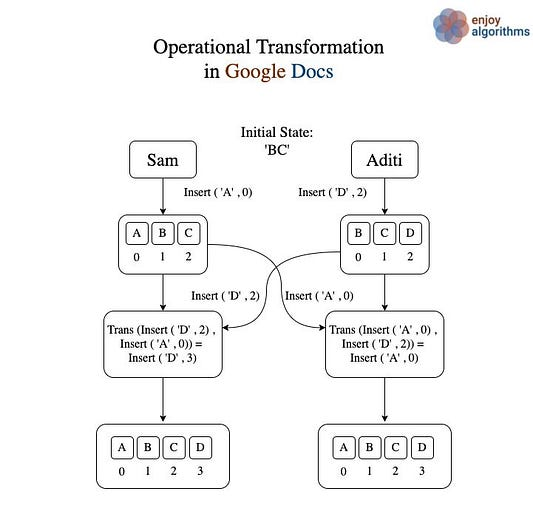 enjoy
algorithms
Operational Transformation
in Google Docs
Initial State:
'BC'
Sam
Aditi
Insert ( 'A' , 0)
Insert ( 'D' , 2)
A B C
0 1 2
B C D
0 1 2
Insert ( 'D' , 2)
Insert ( 'A' , 0)
Trans (Insert ( 'D' , 2) ,
Insert ( 'A' , 0)) =
Insert ( 'D' , 3)
Trans (Insert ( 'A' , 0) ,
Insert ( 'D' , 2)) =
Insert ( 'A' , 0)
A B C D
0 1 2 3
A B C D
0 1 2 3